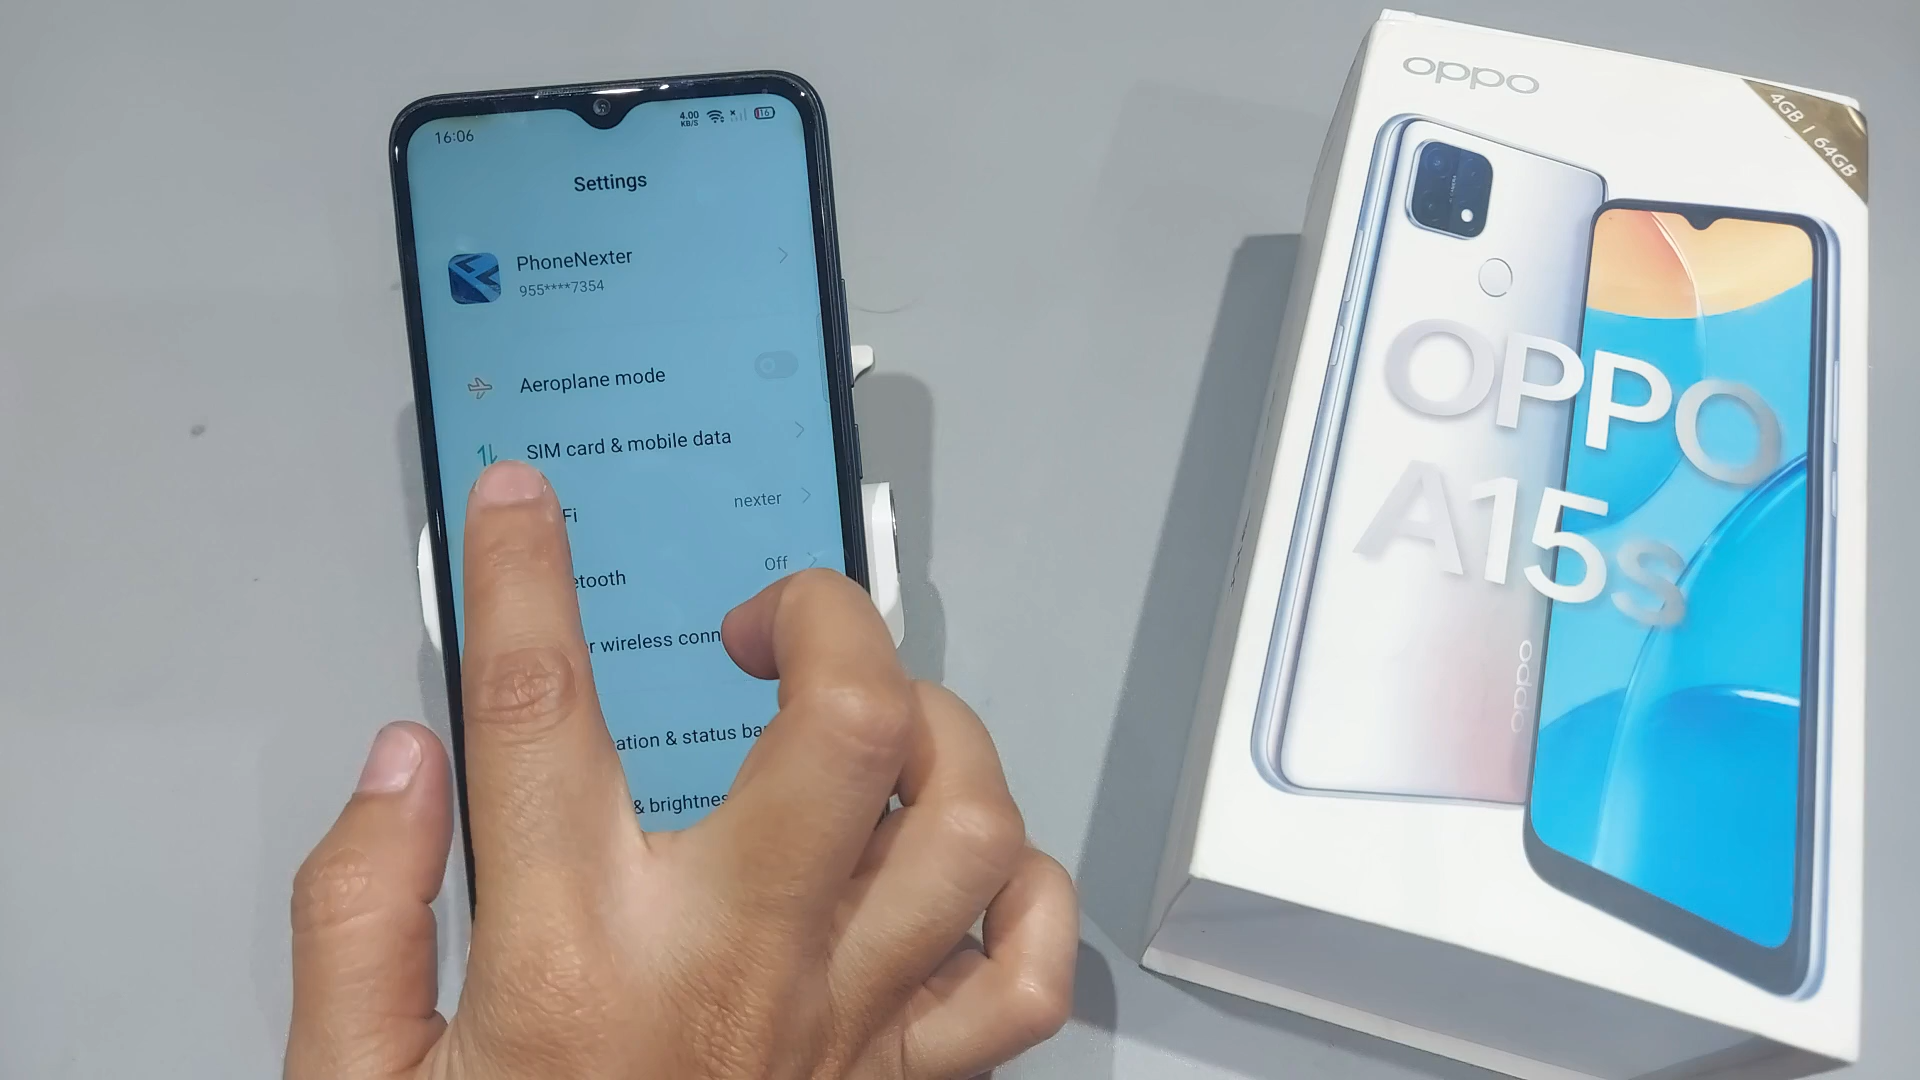 16:06
4.00
KB/S
16
Settings
PhoneNexter
955****7354
Aeroplane mode
SIM card & mobile data
Fi
nexter
etooth
Off
r wireless conn
ation & status ba
& brightnes
oppo
4GB / 64GB
OPPO
A15s
oppo